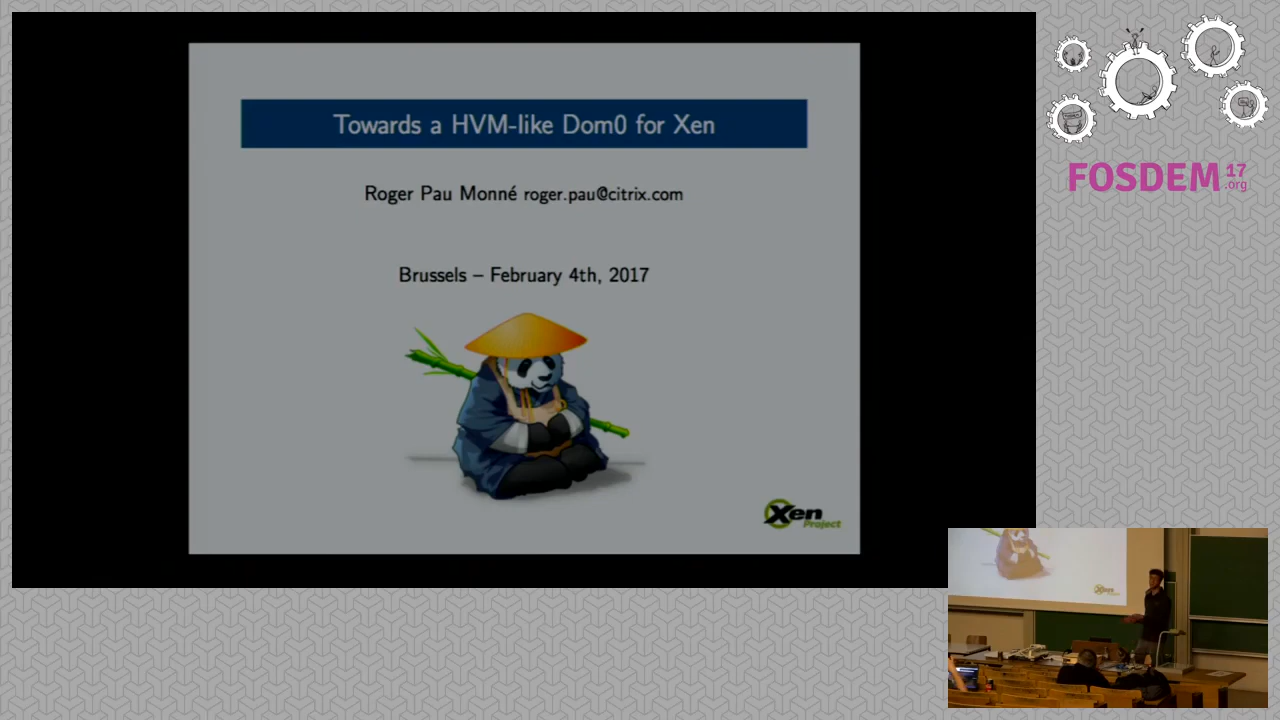 Towards a HVM-like Dom0 for Xen
Roger Pau Monné roger.pau@citrix.com
Brussels – February 4th, 2017
Xen
Project
FOSDEM 17
.org